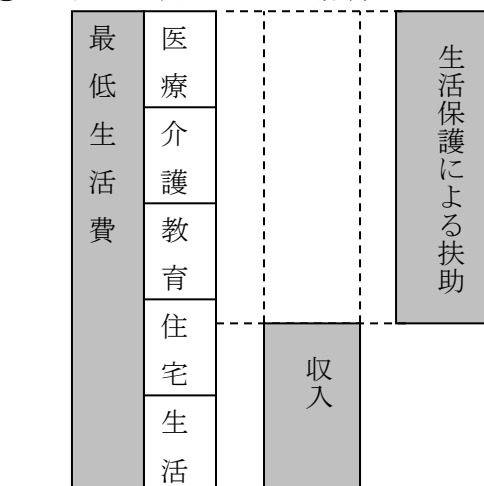 最低生活費
医療
介護
教育
住宅
生活
収入
生活保護による扶助